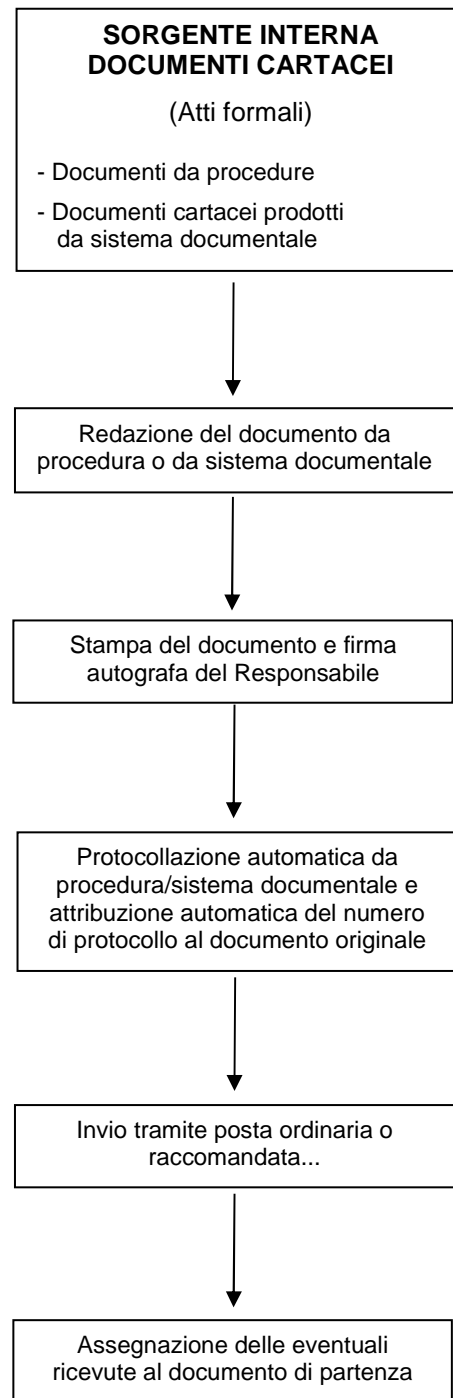 SORGENTE INTERNA
DOCUMENTI CARTACEI
(Atti formali)
- Documenti da procedure
- Documenti cartacei prodotti
da sistema documentale
Redazione del documento da
procedura o da sistema documentale
Stampa del documento e firma
autografa del Responsabile
Protocollazione automatica da
procedura/sistema documentale e
attribuzione automatica del numero
di protocollo al documento originale
Invio tramite posta ordinaria o
raccomandata...
Assegnazione delle eventuali
ricevute al documento di partenza